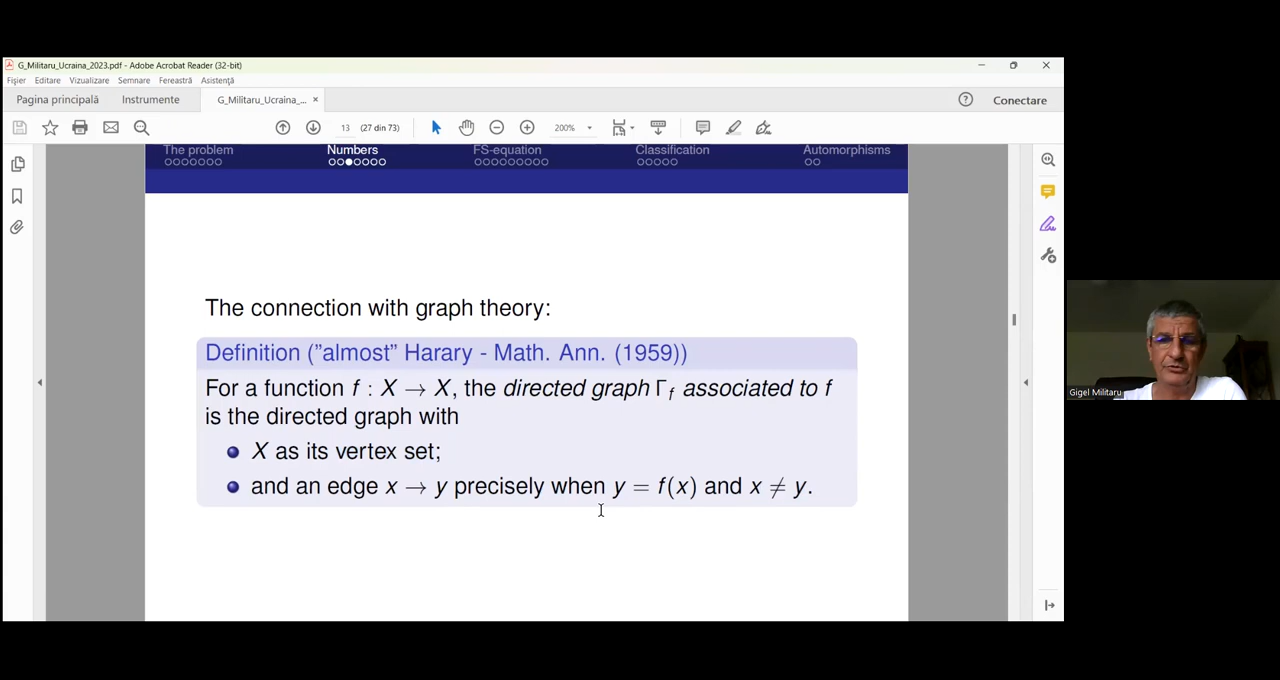 G_Militaru_Ucraina_2023.pdf - Adobe Acrobat Reader (32-bit)
Fișier Editare Vizualizare Semnare Fereastră Asistență
Pagina principală Instrumente G_Militaru_Ucraina_... ×
Conectare
13 (27 din 73) 200%
The problem Numbers FS-equation Classification Automorphisms
The connection with graph theory:
Definition ("almost" Harary - Math. Ann. (1959))
For a function f : X → X, the directed graph Γf associated to f
is the directed graph with
X as its vertex set;
and an edge x → y precisely when y = f(x) and x ≠ y.
Gigel Militaru